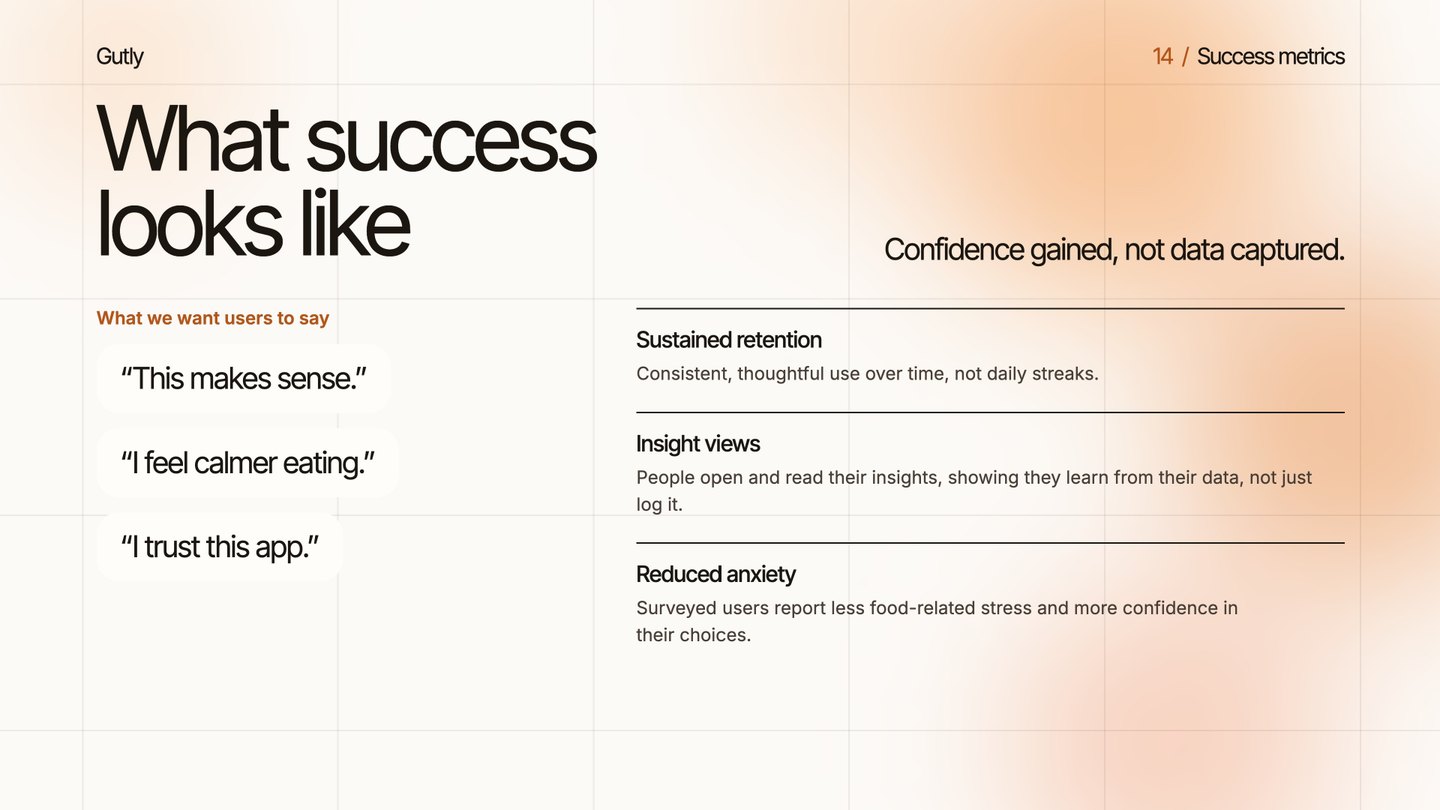 Gutly
14 / Success metrics
What success
looks like
Confidence gained, not data captured.
What we want users to say
“This makes sense.”
“I feel calmer eating.”
“I trust this app.”
Sustained retention
Consistent, thoughtful use over time, not daily streaks.
Insight views
People open and read their insights, showing they learn from their data, not just
log it.
Reduced anxiety
Surveyed users report less food-related stress and more confidence in
their choices.